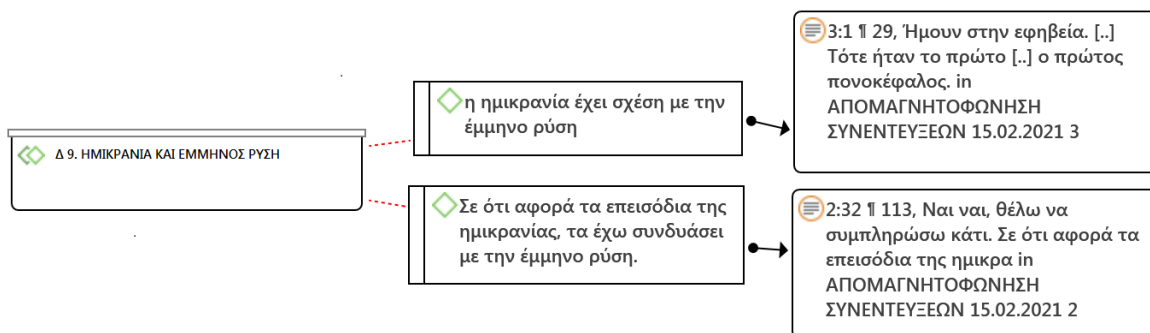 Δ 9. ΗΜΙΚΡΑΝΙΑ ΚΑΙ ΕΜΜΗΝΟΣ ΡΥΣΗ
η ημικρανία έχει σχέση με την
έμμηνο ρύση
3:1 ¶ 29, Ήμουν στην εφηβεία. [..]
Τότε ήταν το πρώτο [..] ο πρώτος
πονοκέφαλος. in
ΑΠΟΜΑΓΝΗΤΟΦΩΝΗΣΗ
ΣΥΝΕΝΤΕΥΞΕΩΝ 15.02.2021 3
Σε ότι αφορά τα επεισόδια της
ημικρανίας, τα έχω συνδυάσει
με την έμμηνο ρύση.
2:32 ¶ 113, Ναι ναι, θέλω να
συμπληρώσω κάτι. Σε ότι αφορά τα
επεισόδια της ημικρα in
ΑΠΟΜΑΓΝΗΤΟΦΩΝΗΣΗ
ΣΥΝΕΝΤΕΥΞΕΩΝ 15.02.2021 2